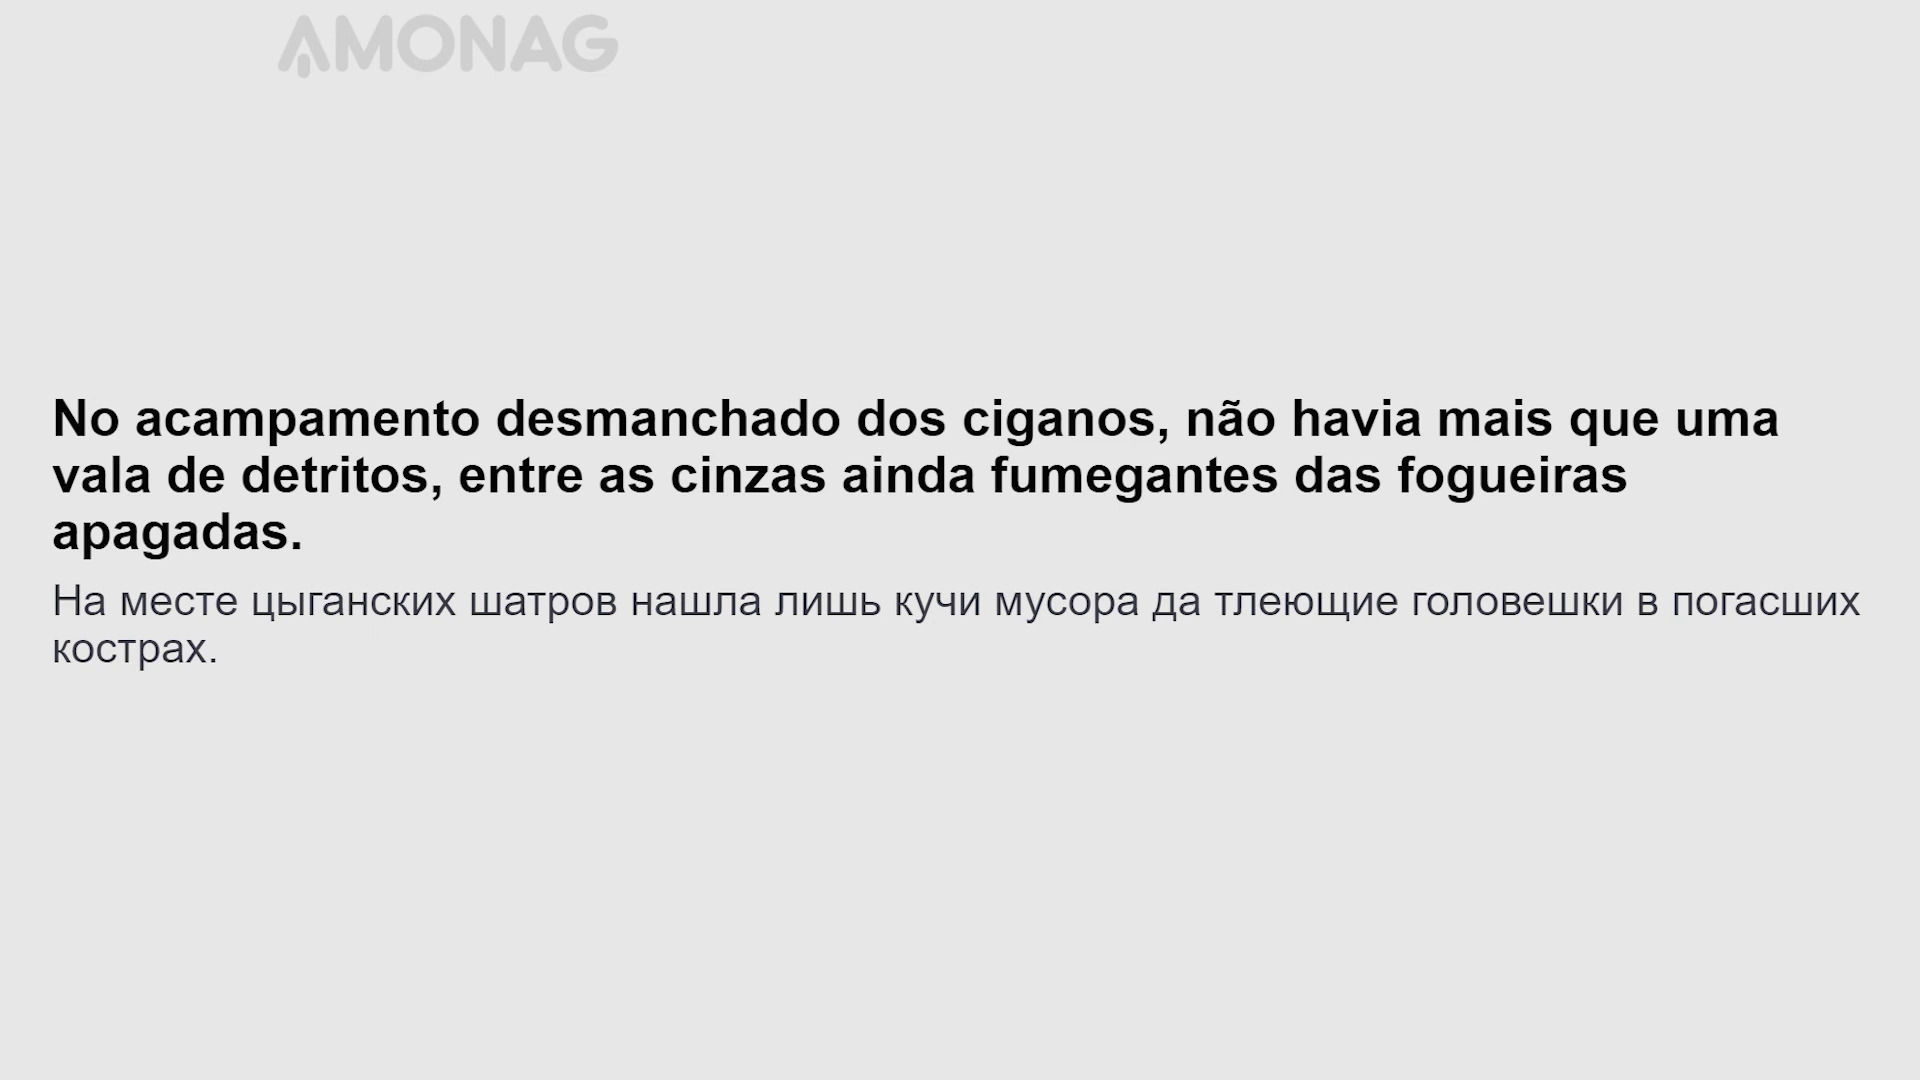 AMONAG
No acampamento desmanchado dos ciganos, não havia mais que uma
vala de detritos, entre as cinzas ainda fumegantes das fogueiras
apagadas.
На месте цыганских шатров нашла лишь кучи мусора да тлеющие головешки в погасших
кострах.